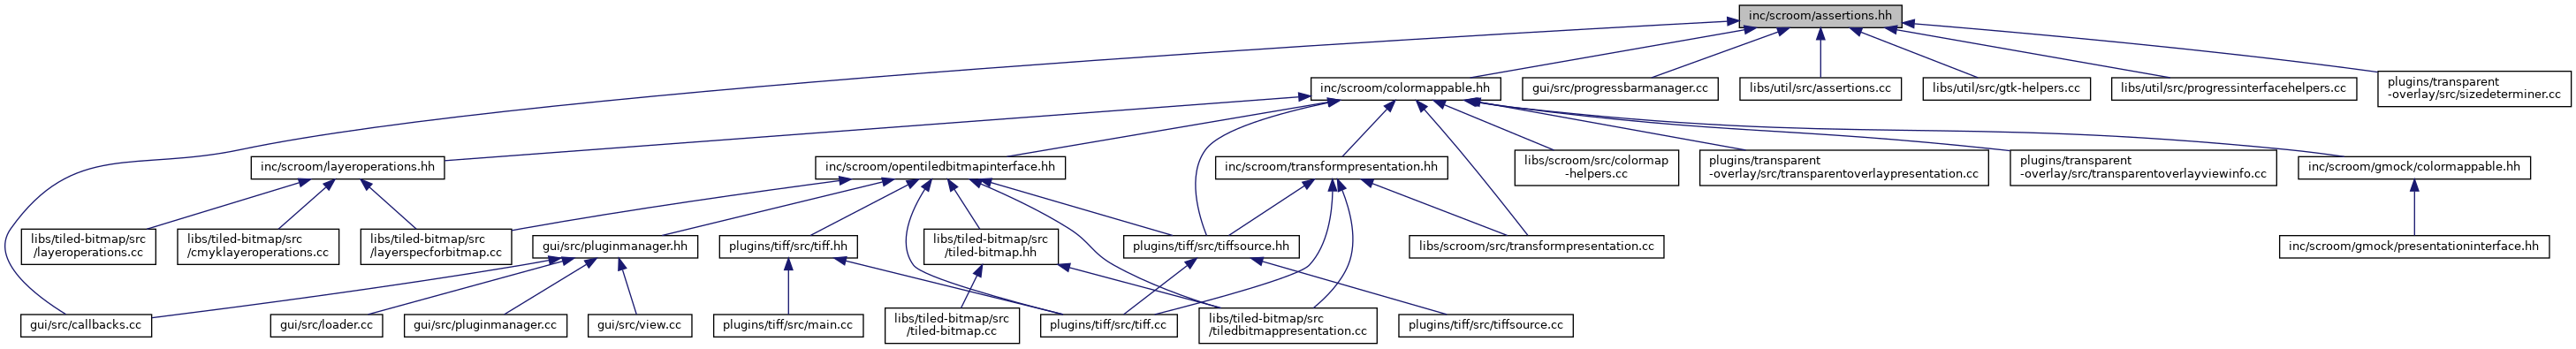 inc/scroom/assertions.hh
inc/scroom/colormappable.hh
gui/src/progressbarmanager.cc
libs/util/src/assertions.cc
libs/util/src/gtk-helpers.cc
libs/util/src/progressinterfacehelpers.cc
plugins/transparent
-overlay/src/sizedeterminer.cc
inc/scroom/layeroperations.hh
inc/scroom/opentiledbitmapinterface.hh
inc/scroom/transformpresentation.hh
libs/scroom/src/colormap
-helpers.cc
plugins/transparent
-overlay/src/transparentoverlaypresentation.cc
plugins/transparent
-overlay/src/transparentoverlayviewinfo.cc
inc/scroom/gmock/colormappable.hh
libs/tiled-bitmap/src
/layeroperations.cc
libs/tiled-bitmap/src
/cmyklayeroperations.cc
libs/tiled-bitmap/src
/layerspecforbitmap.cc
gui/src/pluginmanager.hh
plugins/tiff/src/tiff.hh
libs/tiled-bitmap/src
/tiled-bitmap.hh
plugins/tiff/src/tiffsource.hh
libs/scroom/src/transformpresentation.cc
inc/scroom/gmock/presentationinterface.hh
gui/src/callbacks.cc
gui/src/loader.cc
gui/src/pluginmanager.cc
gui/src/view.cc
plugins/tiff/src/main.cc
libs/tiled-bitmap/src
/tiled-bitmap.cc
plugins/tiff/src/tiff.cc
libs/tiled-bitmap/src
/tiledbitmappresentation.cc
plugins/tiff/src/tiffsource.cc